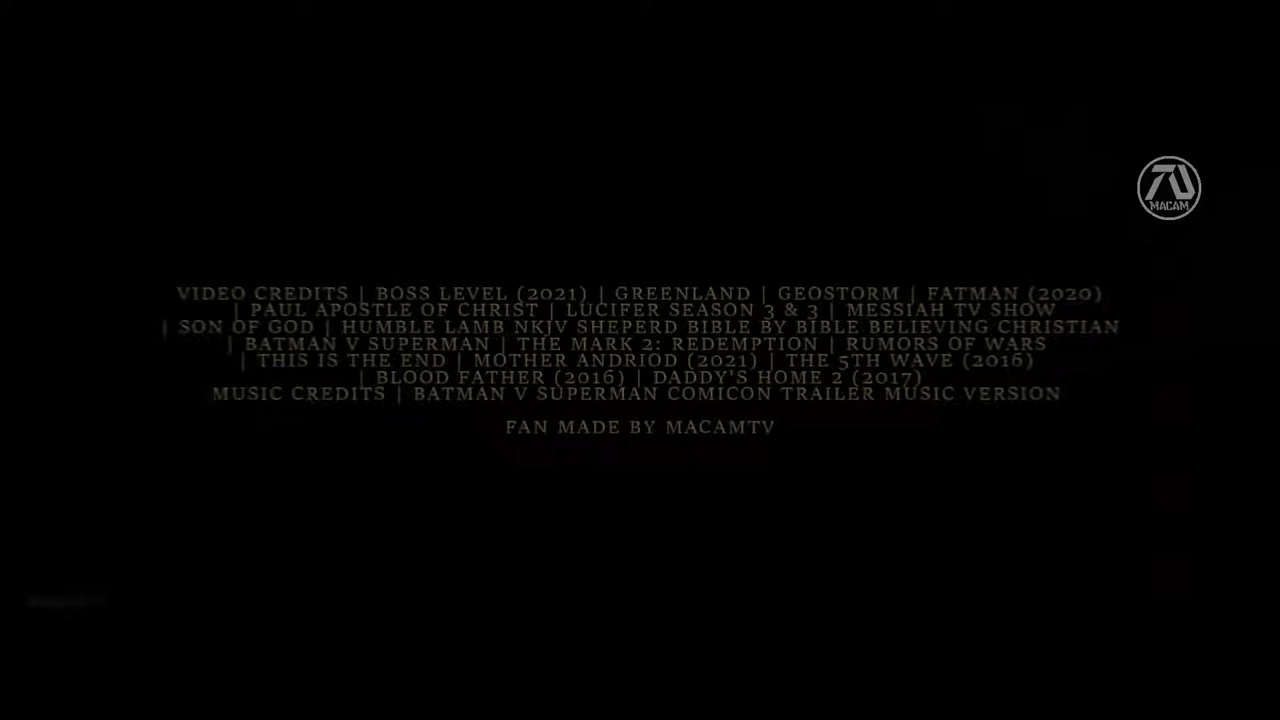 MACAM
VIDEO CREDITS | BOSS LEVEL (2021) | GREENLAND | GEOSTORM | FATMAN (2020)
| PAUL APOSTLE OF CHRIST | LUCIFER SEASON 3 & 3 | MESSIAH TV SHOW
| SON OF GOD | HUMBLE LAMB NKJV SHEPERD BIBLE BY BIBLE BELIEVING CHRISTIAN
| BATMAN V SUPERMAN | THE MARK 2: REDEMPTION | RUMORS OF WARS
| THIS IS THE END | MOTHER ANDRIOD (2021) | THE 5TH WAVE (2016)
| BLOOD FATHER (2016) | DADDY'S HOME 2 (2017)
MUSIC CREDITS | BATMAN V SUPERMAN COMICON TRAILER MUSIC VERSION
FAN MADE BY MACAMTV